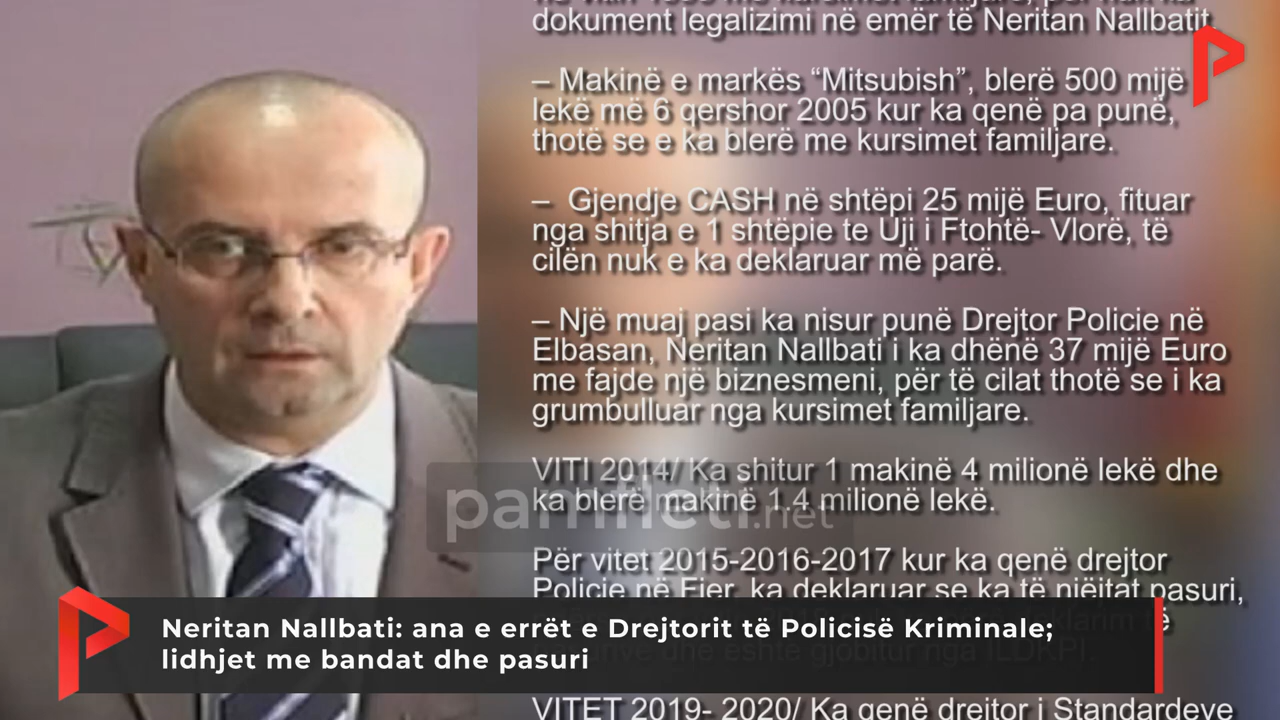 dokument legalizimi në emër të Neritan Nallbatit.
– Makinë e markës “Mitsubish”, blerë 500 mijë
lekë më 6 qershor 2005 kur ka qenë pa punë,
thotë se e ka blerë me kursimet familjare.
– Gjendje CASH në shtëpi 25 mijë Euro, fituar
nga shitja e 1 shtëpie te Uji i Ftohtë- Vlorë, të
cilën nuk e ka deklaruar më parë.
– Një muaj pasi ka nisur punë Drejtor Policie në
Elbasan, Neritan Nallbati i ka dhënë 37 mijë Euro
me fajde një biznesmeni, për të cilat thotë se i ka
grumbulluar nga kursimet familjare.
VITI 2014/ Ka shitur 1 makinë 4 milionë lekë dhe
ka blerë makinë 1.4 milionë lekë.
pamfleti.net
Për vitet 2015-2016-2017 kur ka qenë drejtor
Policie në Fier, ka deklaruar se ka të njëjtat pasuri,
dhe është gjobitur nga ILDKPI.
Neritan Nallbati: ana e errët e Drejtorit të Policisë Kriminale;
lidhjet me bandat dhe pasuri
VITET 2019- 2020/ Ka qenë drejtor i Standardeve